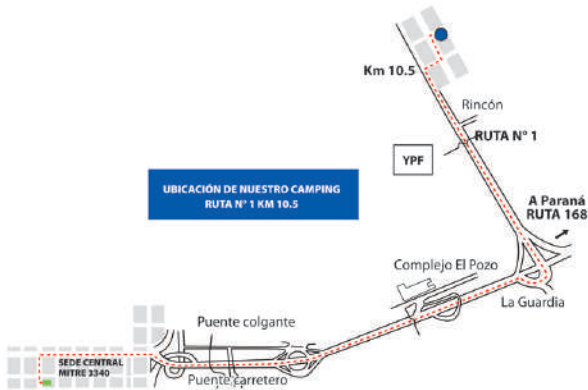 Km 10.5
Rincón
RUTA N° 1
YPF
UBICACIÓN DE NUESTRO CAMPING
RUTA N° 1 KM 10.5
A Paraná
RUTA 168
Complejo El Pozo
La Guardia
Puente colgante
SEDE CENTRAL
MITRE 3340
Puente carretero